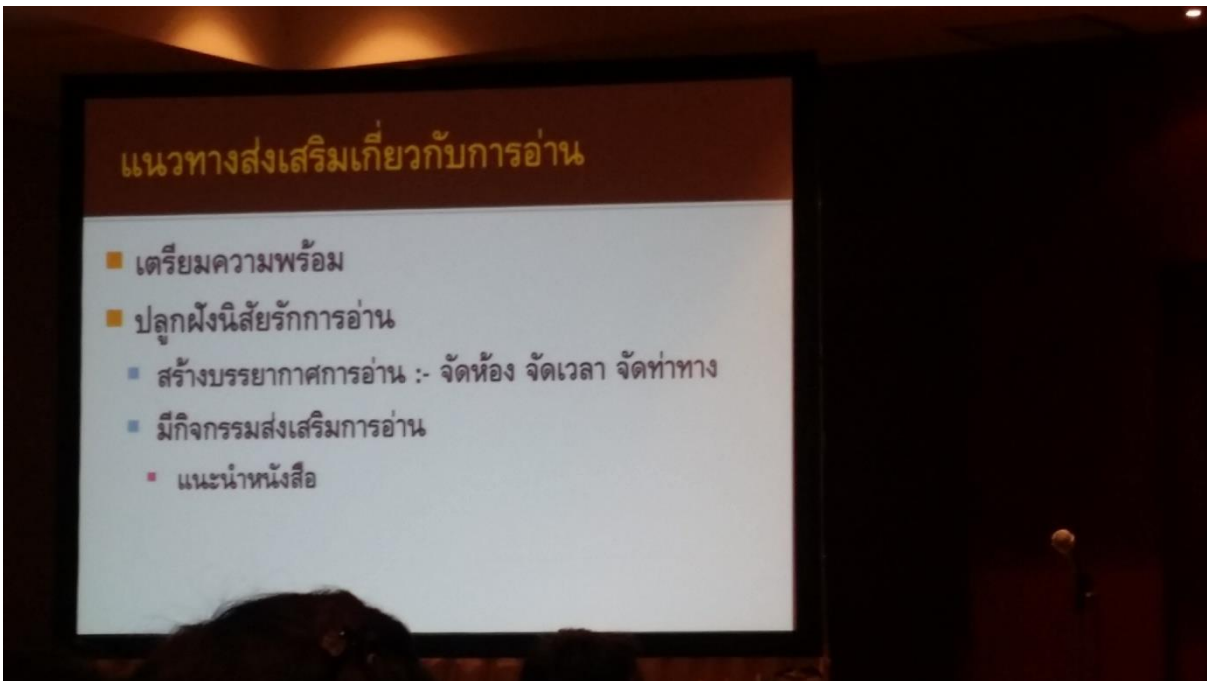 แนวทางส่งเสริมเกี่ยวกับการอ่าน
เตรียมความพร้อม
ปลูกฝังนิสัยรักการอ่าน
สร้างบรรยากาศการอ่าน :- จัดห้อง จัดเวลา จัดท่าทาง
มีกิจกรรมส่งเสริมการอ่าน
แนะนำหนังสือ